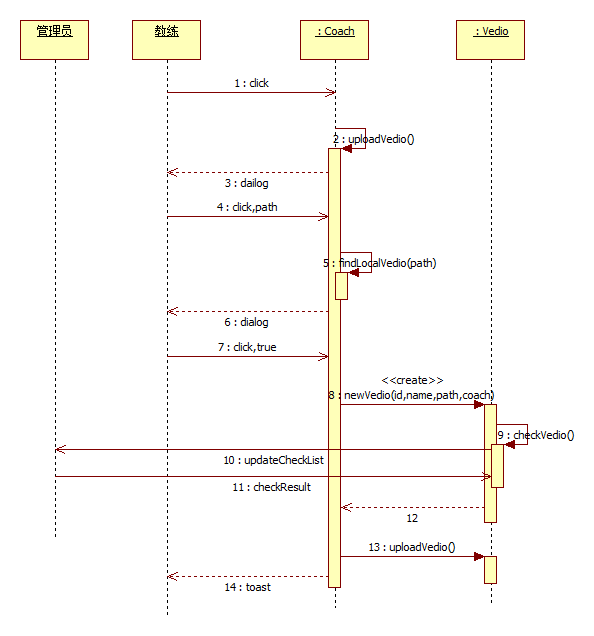 管理员
教练
: Coach
: Vedio
1 : click
2 : uploadVedio()
3 : dailog
4 : click,path
5 : findLocalVedio(path)
6 : dialog
7 : click,true
<<create>>
8 : newVedio(id,name,path,coach)
9 : checkVedio()
10 : updateCheckList
11 : checkResult
12
13 : uploadVedio()
14 : toast